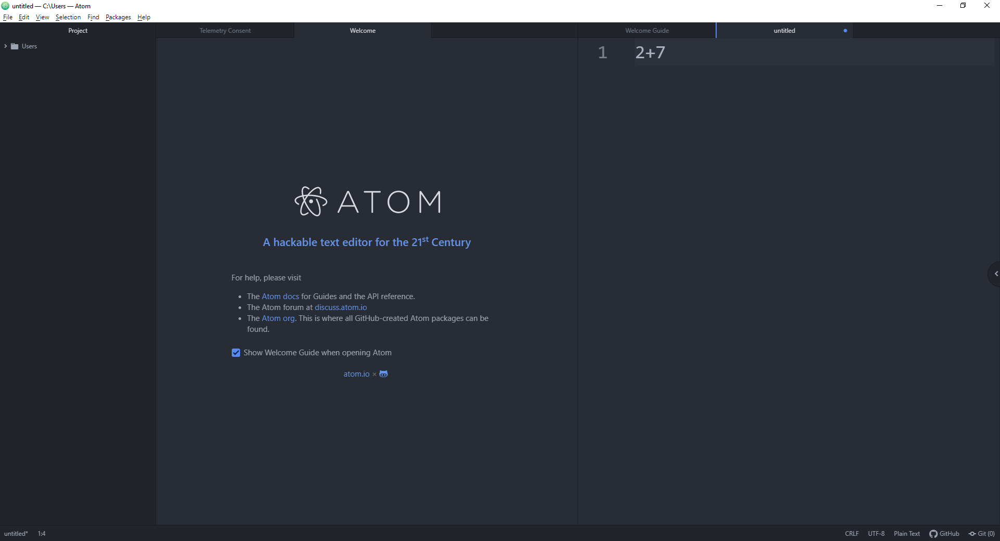 untitled — C:\Users — Atom
File Edit View Selection Find Packages Help
Project
Telemetry Consent
Welcome
Welcome Guide
untitled
Users
1 2+7
ATOM
A hackable text editor for the 21st Century
For help, please visit
• The Atom docs for Guides and the API reference.
• The Atom forum at discuss.atom.io
• The Atom org. This is where all GitHub-created Atom packages can be
found.
Show Welcome Guide when opening Atom
atom.io ×
untitled* 1:4
CRLF UTF-8 Plain Text GitHub Git (0)